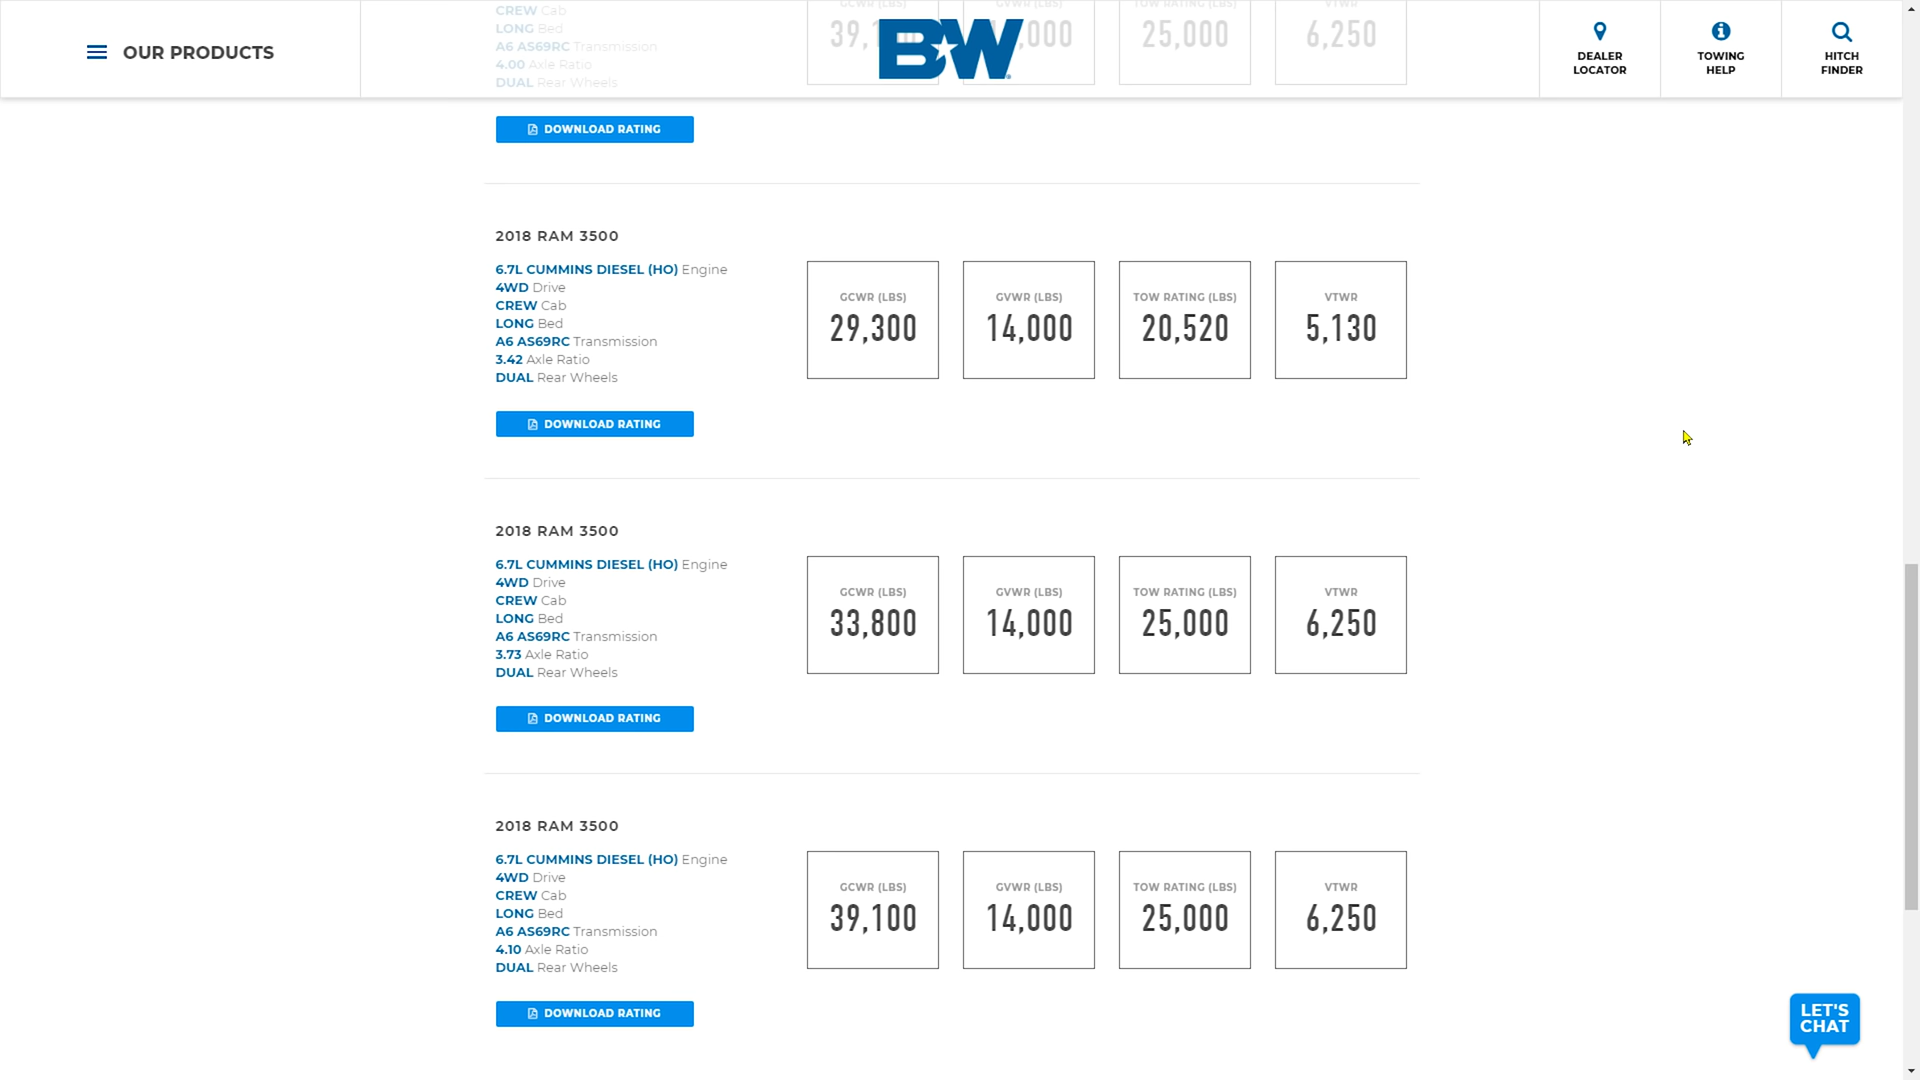 CREW Cab
LONG Bed
A6 AS69RC Transmission
4.00 Axle Ratio
DUAL Rear Wheels
TOW RATING (LBS)
25,000
VTWR
6,250
OUR PRODUCTS
BW
DEALER
LOCATOR
TOWING
HELP
HITCH
FINDER
DOWNLOAD RATING
2018 RAM 3500
6.7L CUMMINS DIESEL (HO) Engine
4WD Drive
CREW Cab
LONG Bed
A6 AS69RC Transmission
3.42 Axle Ratio
DUAL Rear Wheels
GCWR (LBS)
29,300
GVWR (LBS)
14,000
TOW RATING (LBS)
20,520
VTWR
5,130
DOWNLOAD RATING
2018 RAM 3500
6.7L CUMMINS DIESEL (HO) Engine
4WD Drive
CREW Cab
LONG Bed
A6 AS69RC Transmission
3.73 Axle Ratio
DUAL Rear Wheels
GCWR (LBS)
33,800
GVWR (LBS)
14,000
TOW RATING (LBS)
25,000
VTWR
6,250
DOWNLOAD RATING
2018 RAM 3500
6.7L CUMMINS DIESEL (HO) Engine
4WD Drive
CREW Cab
LONG Bed
A6 AS69RC Transmission
4.10 Axle Ratio
DUAL Rear Wheels
GCWR (LBS)
39,100
GVWR (LBS)
14,000
TOW RATING (LBS)
25,000
VTWR
6,250
DOWNLOAD RATING
LET'S
CHAT